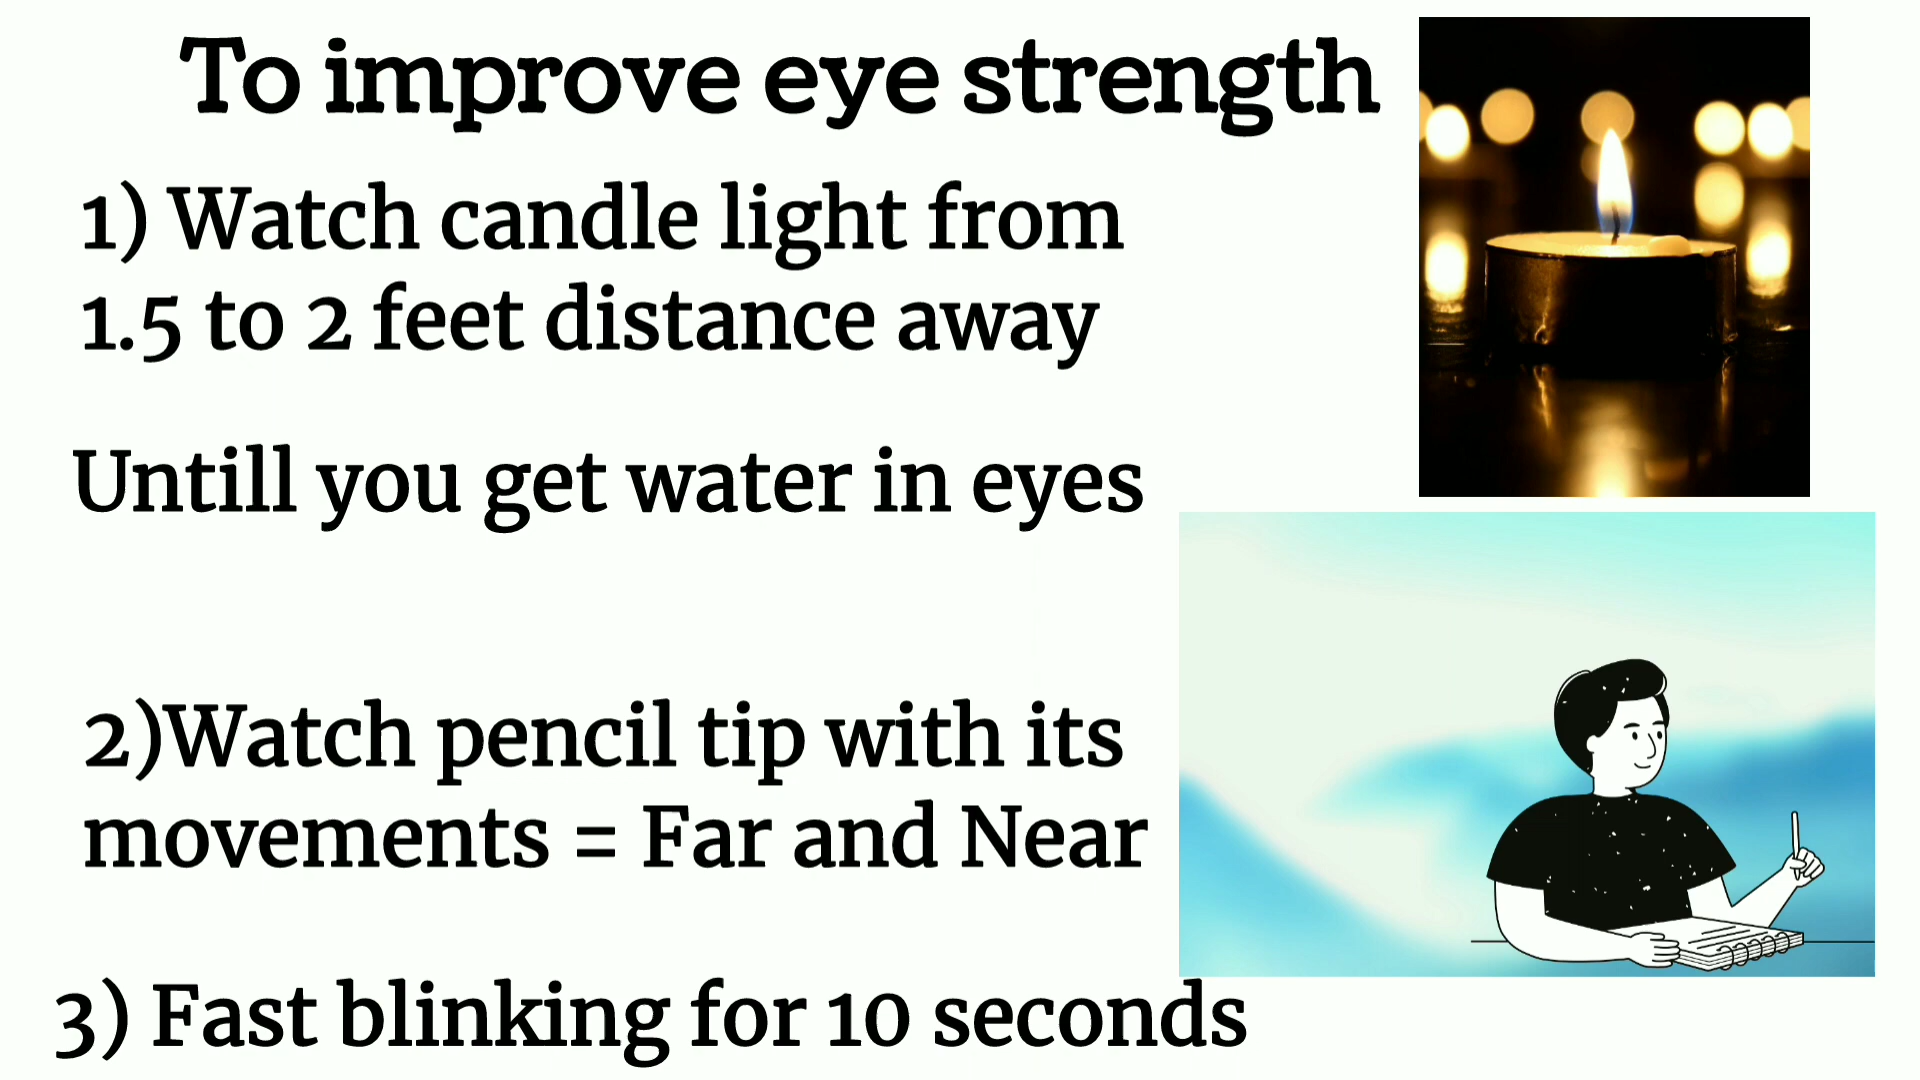 To improve eye strength
1) Watch candle light from
1.5 to 2 feet distance away
Untill you get water in eyes
2)Watch pencil tip with its
movements = Far and Near
3) Fast blinking for 10 seconds